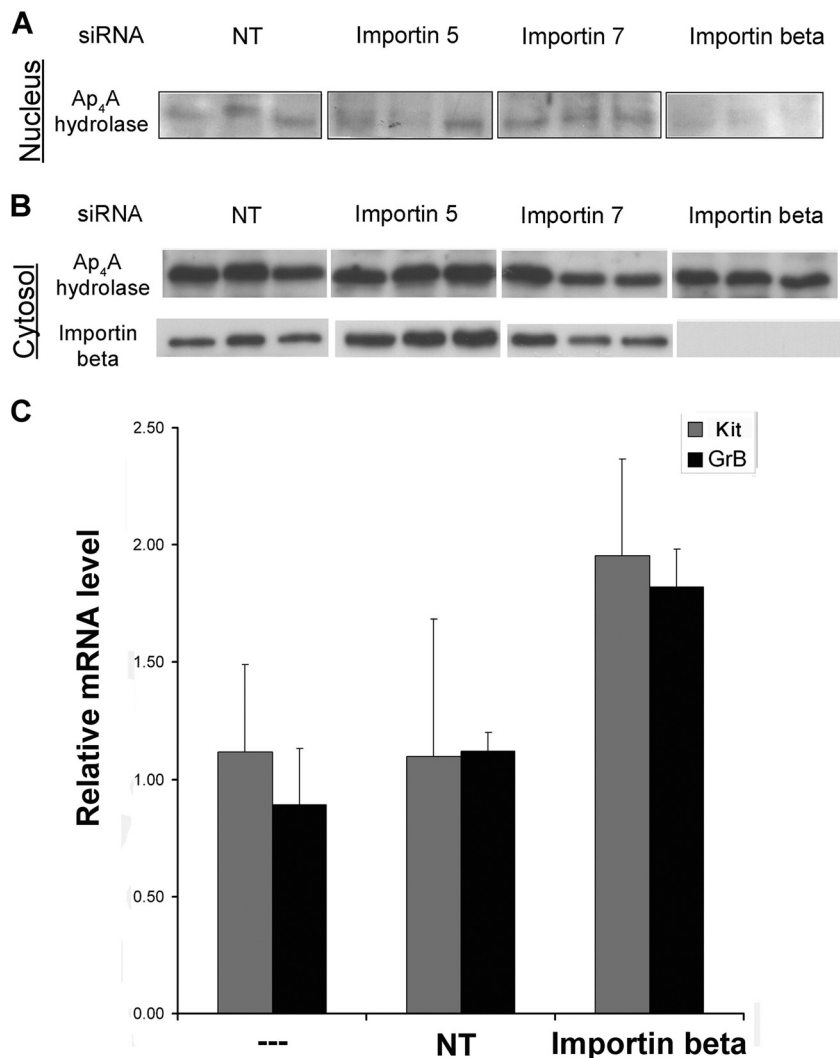 A
siRNA NT Importin 5 Importin 7 Importin beta
Nucleus
Ap4A
hydrolase
B
siRNA NT Importin 5 Importin 7 Importin beta
Cytosol
Ap4A
hydrolase
Importin
beta
C
Relative mRNA level
2.50
2.00
1.50
1.00
0.50
0.00
Kit
GrB
--- NT Importin beta